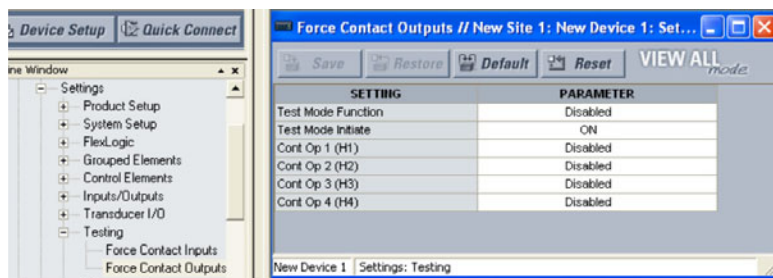 Device Setup Quick Connect
ne Window
Settings
Product Setup
System Setup
FlexLogic
Grouped Elements
Control Elements
Inputs/Outputs
Transducer I/O
Testing
Force Contact Inputs
Force Contact Outputs
Force Contact Outputs // New Site 1: New Device 1: Set...
Save Restore Default Reset VIEW ALL mode
SETTING PARAMETER
Test Mode Function Disabled
Test Mode Initiate ON
Cont Op 1 (H1) Disabled
Cont Op 2 (H2) Disabled
Cont Op 3 (H3) Disabled
Cont Op 4 (H4) Disabled
New Device 1 Settings: Testing